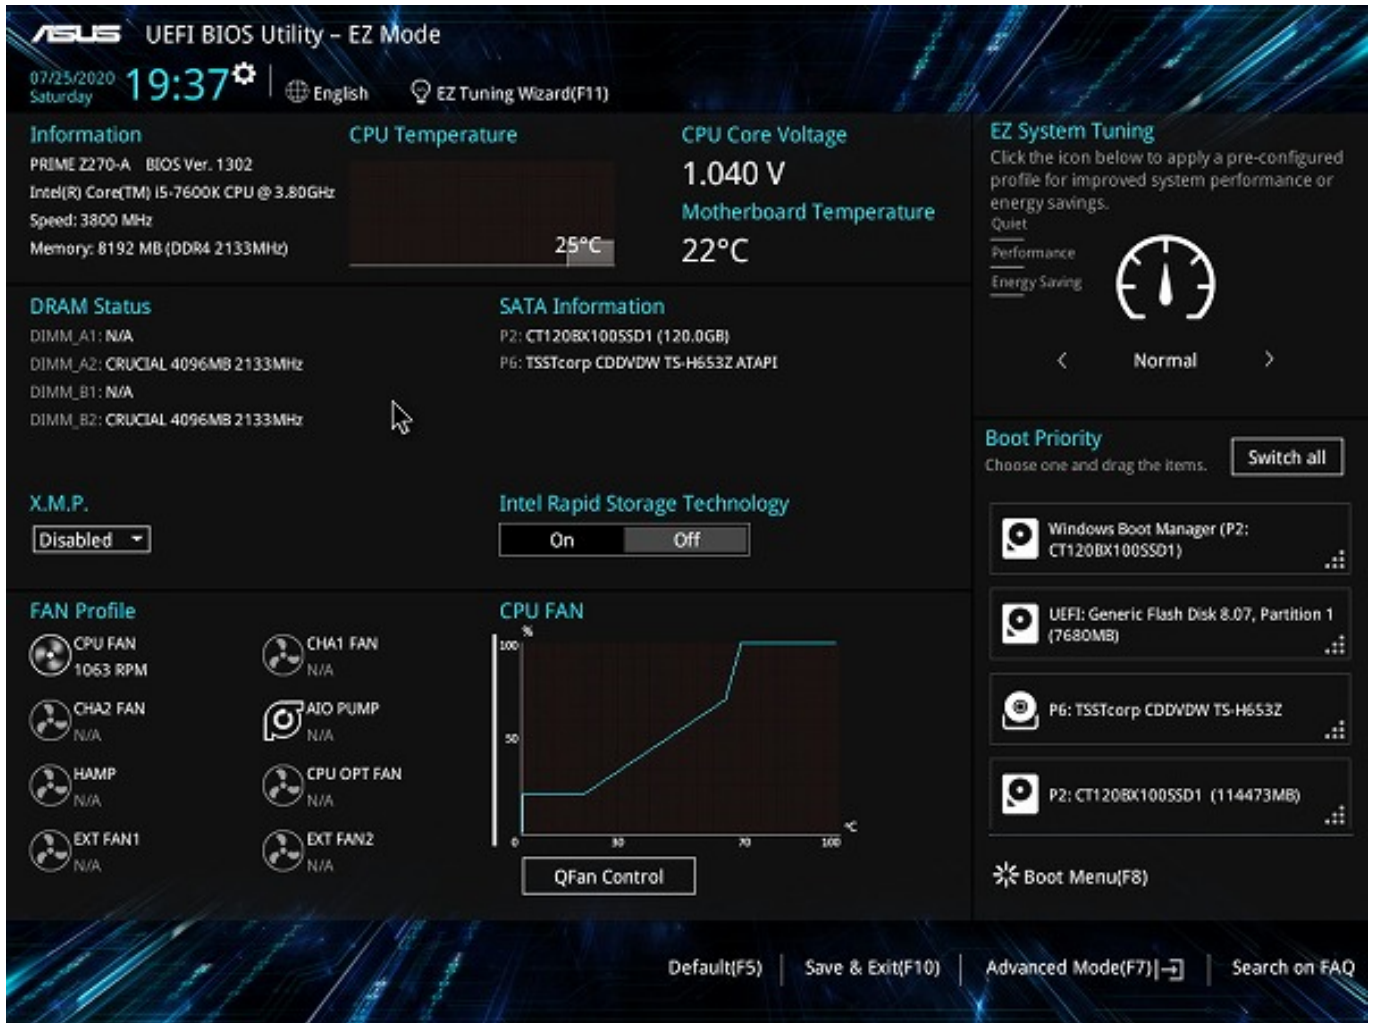 ASUS UEFI BIOS Utility – EZ Mode
07/25/2020
Saturday
19:37
English
EZ Tuning Wizard(F11)
Information
PRIME Z270-A BIOS Ver. 1302
Intel(R) Core(TM) i5-7600K CPU @ 3.80GHz
Speed: 3800 MHz
Memory: 8192 MB (DDR4 2133MHz)
CPU Temperature
25°C
CPU Core Voltage
1.040 V
Motherboard Temperature
22°C
EZ System Tuning
Click the icon below to apply a pre-configured
profile for improved system performance or
energy savings.
Quiet
Performance
Energy Saving
Normal
DRAM Status
DIMM_A1: N/A
DIMM_A2: CRUCIAL 4096MB 2133MHz
DIMM_B1: N/A
DIMM_B2: CRUCIAL 4096MB 2133MHz
SATA Information
P2: CT120BX100SSD1 (120.0GB)
P6: TSSTcorp CDDVDW TS-H653Z ATAPI
X.M.P.
Disabled
Intel Rapid Storage Technology
On Off
Boot Priority
Choose one and drag the items.
Switch all
Windows Boot Manager (P2:
CT120BX100SSD1)
UEFI: Generic Flash Disk 8.07, Partition 1
(7680MB)
P6: TSSTcorp CDDVDW TS-H653Z
P2: CT120BX100SSD1 (114473MB)
Boot Menu(F8)
FAN Profile
CPU FAN
1063 RPM
CHA1 FAN
N/A
CHA2 FAN
N/A
AIO PUMP
N/A
HAMP
N/A
CPU OPT FAN
N/A
EXT FAN1
N/A
EXT FAN2
N/A
CPU FAN
%
100
50
0 30 70 100
°C
QFan Control
Default(F5)
Save & Exit(F10)
Advanced Mode(F7)
Search on FAQ